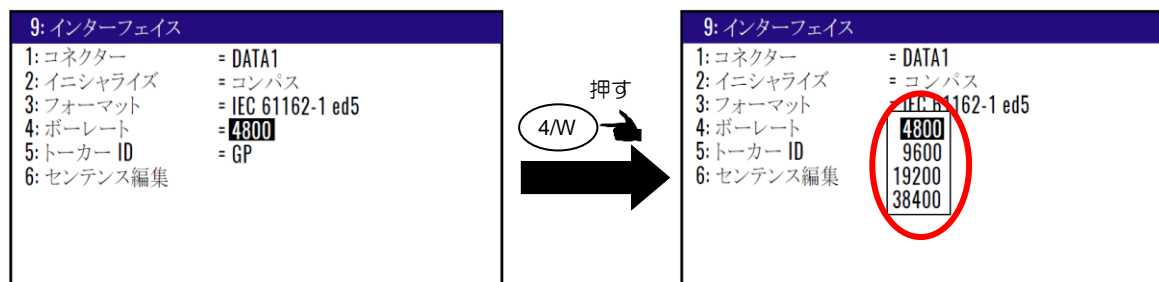 9: インターフェイス
1: コネクター = DATA1
2: イニシャライズ = コンパス
3: フォーマット = IEC 61162-1 ed5
4: ボーレート = 4800
5: トーカー ID = GP
6: センテンス編集
押す
4/W
9: インターフェイス
1: コネクター = DATA1
2: イニシャライズ = コンパス
3: フォーマット = IEC 61162-1 ed5
4: ボーレート 4800
5: トーカー ID 9600
6: センテンス編集 19200
38400